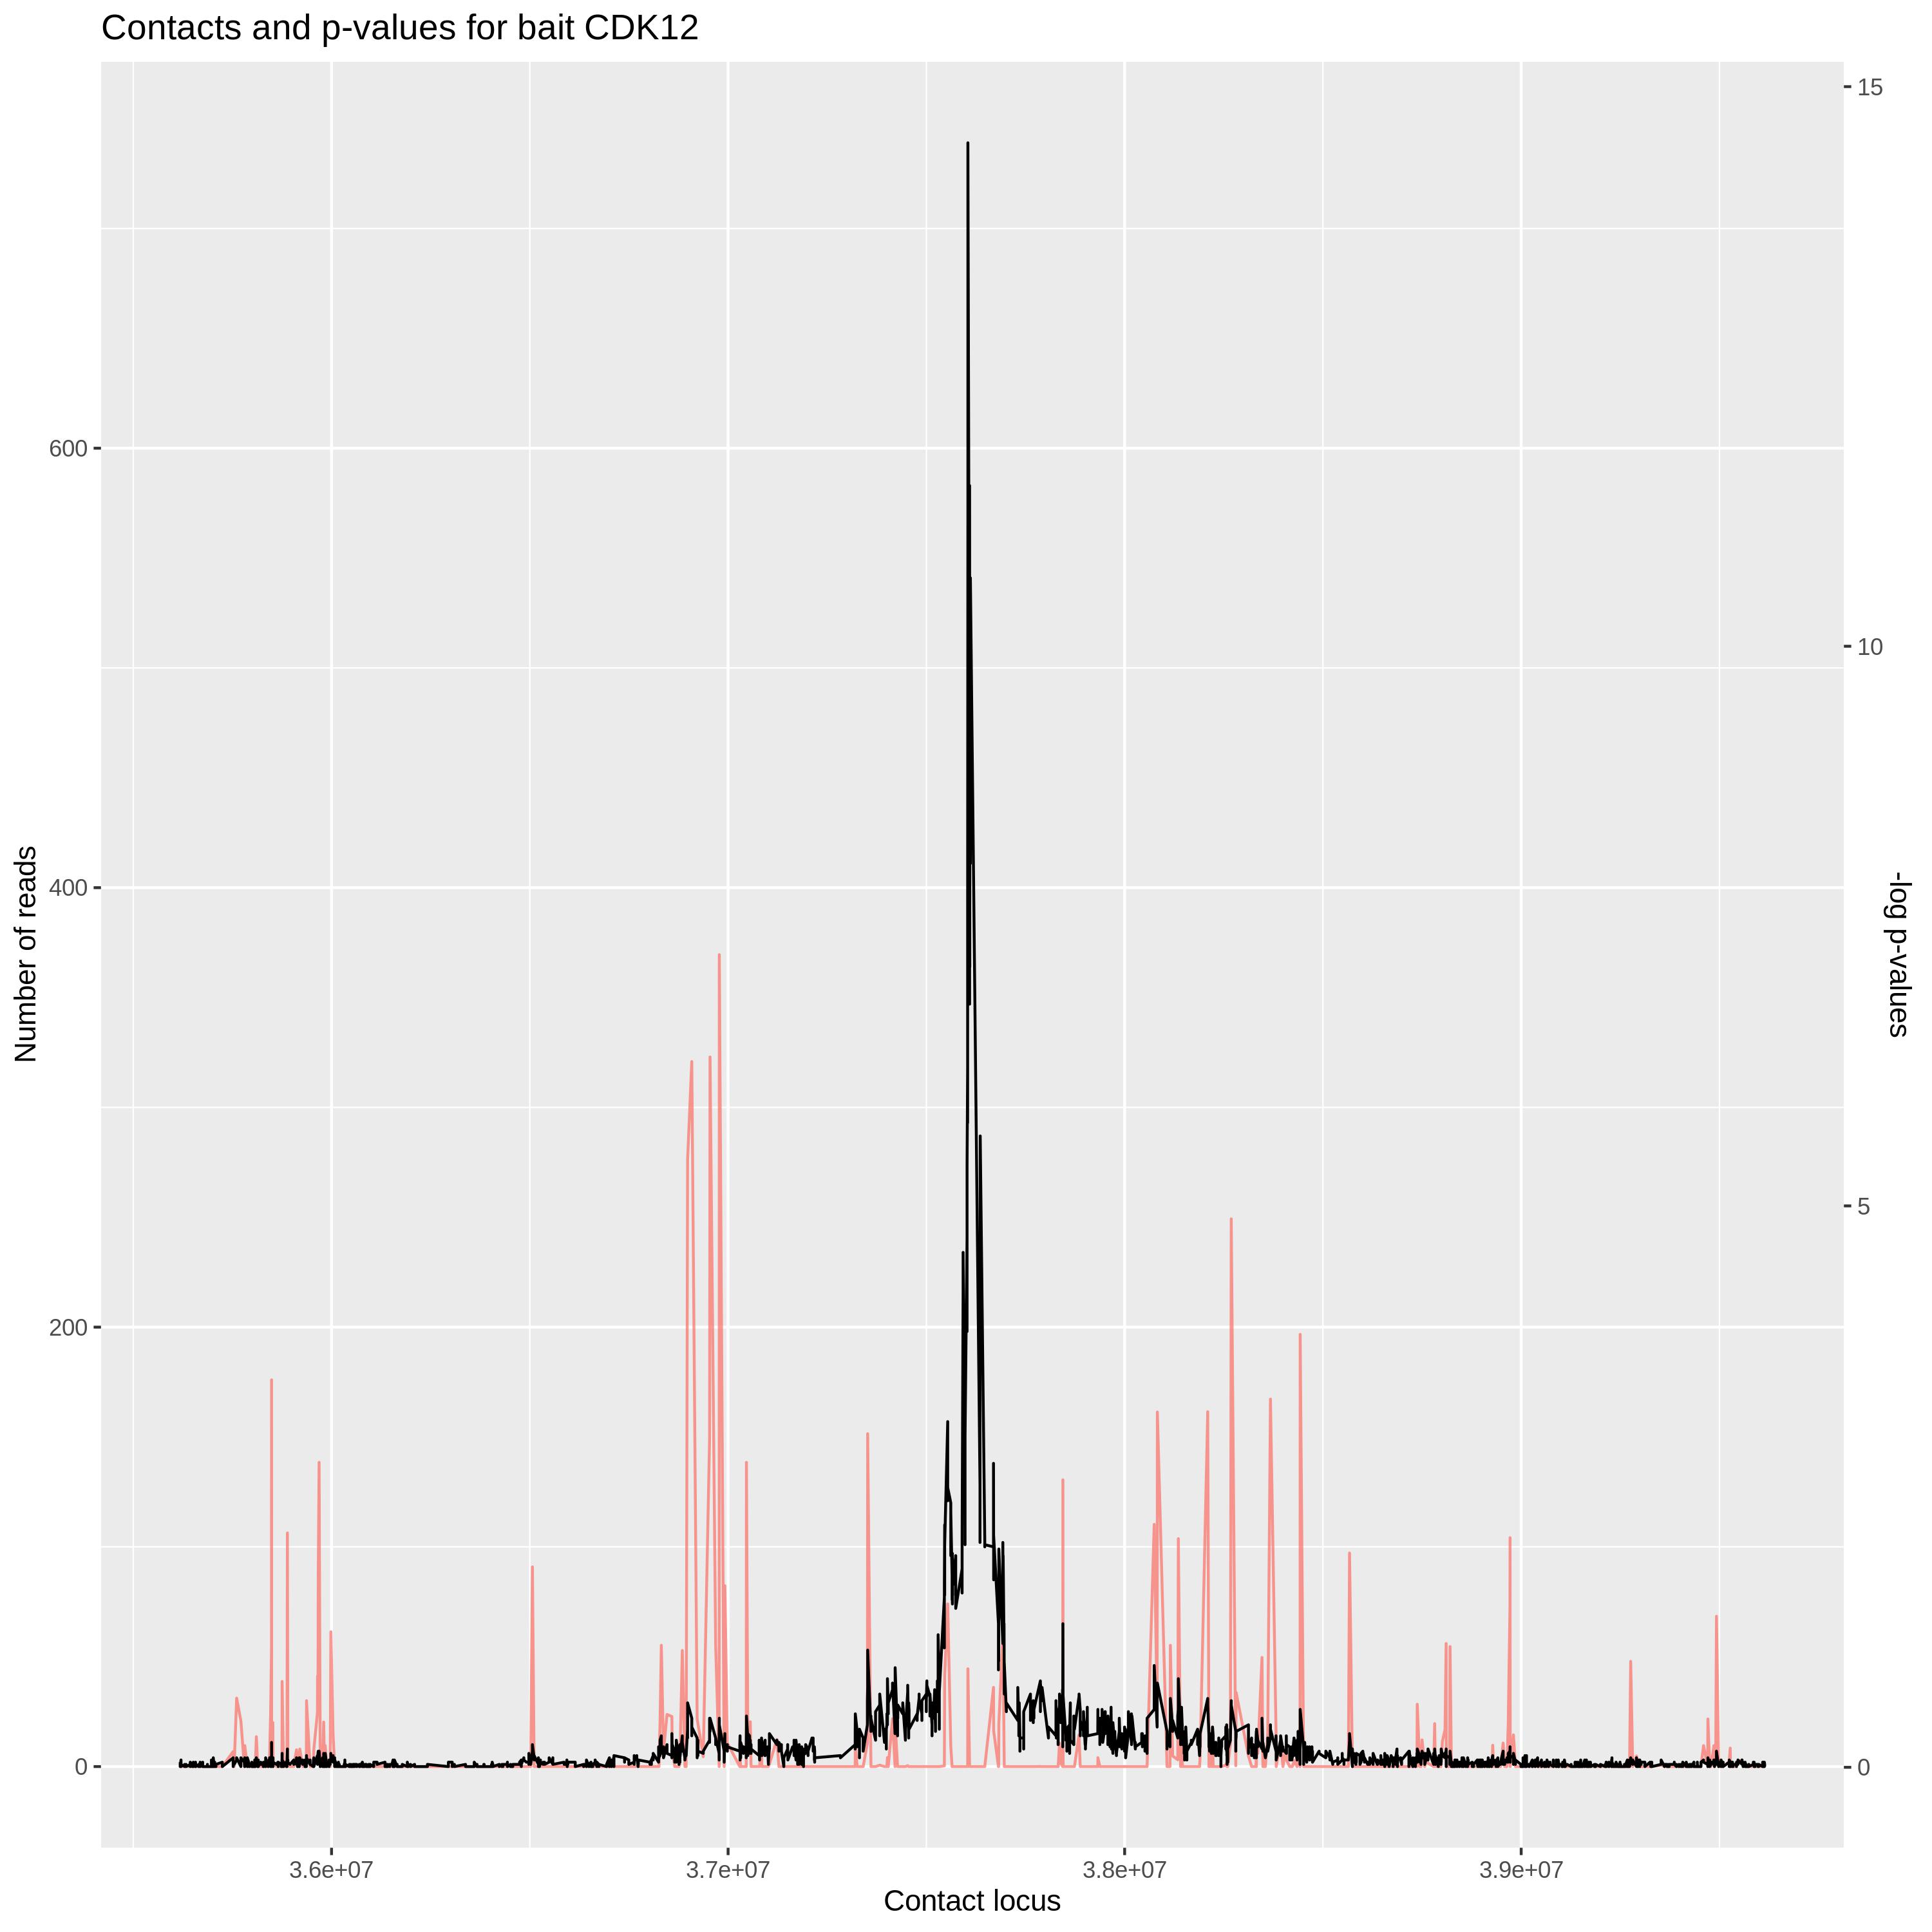 Contacts and p-values for bait CDK12
Number of reads
600
400
200
0
15
10
5
0
-log p-values
3.6e+07
3.7e+07
3.8e+07
3.9e+07
Contact locus